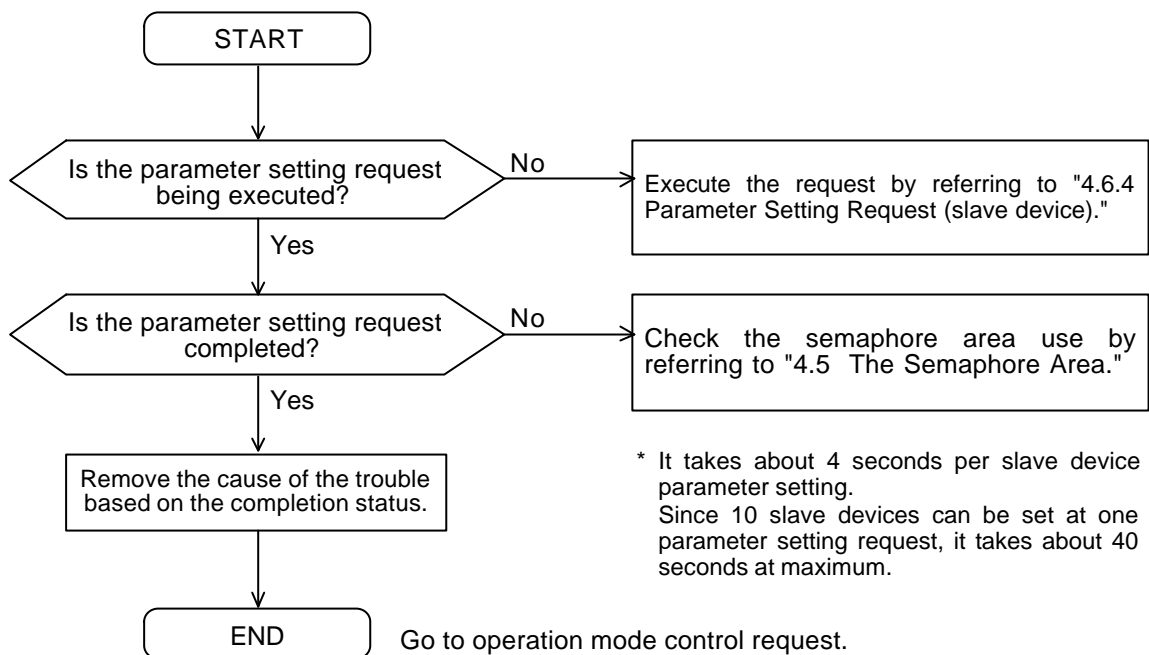 START
Is the parameter setting request
being executed?
No
Execute the request by referring to "4.6.4
Parameter Setting Request (slave device)."
Yes
Is the parameter setting request
completed?
No
Check the semaphore area use by
referring to "4.5 The Semaphore Area."
Yes
Remove the cause of the trouble
based on the completion status.
* It takes about 4 seconds per slave device
parameter setting.
Since 10 slave devices can be set at one
parameter setting request, it takes about 40
seconds at maximum.
END
Go to operation mode control request.